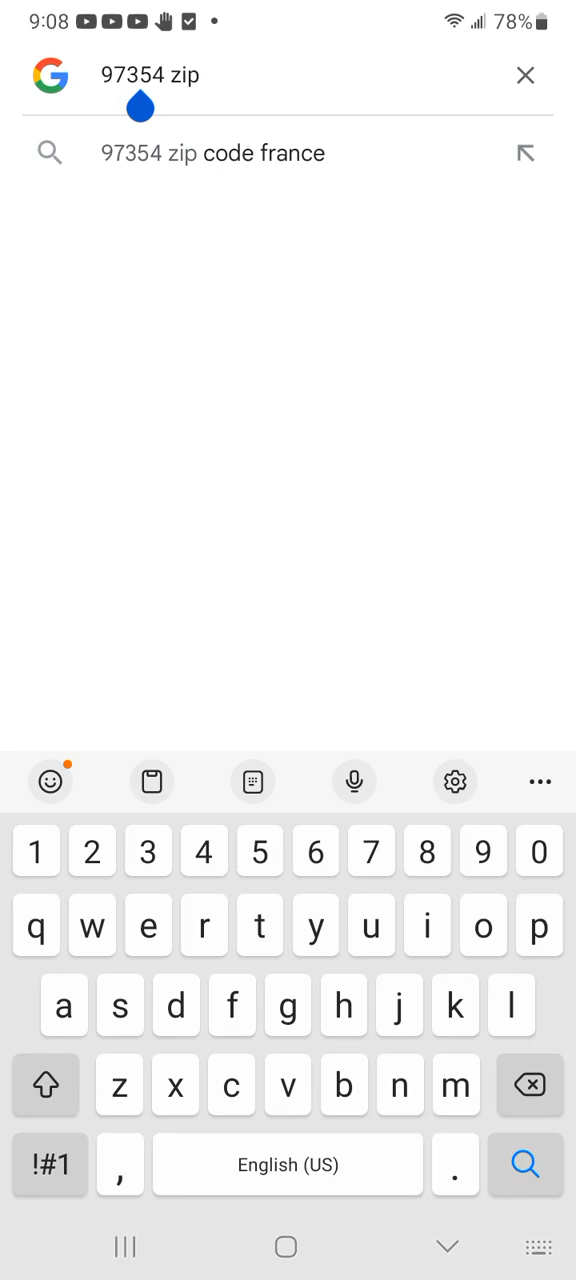 9:08 78%
97354 zip
97354 zip code france
1 2 3 4 5 6 7 8 9 0
q w e r t y u i o p
a s d f g h j k l
z x c v b n m
!#1 , English (US) .